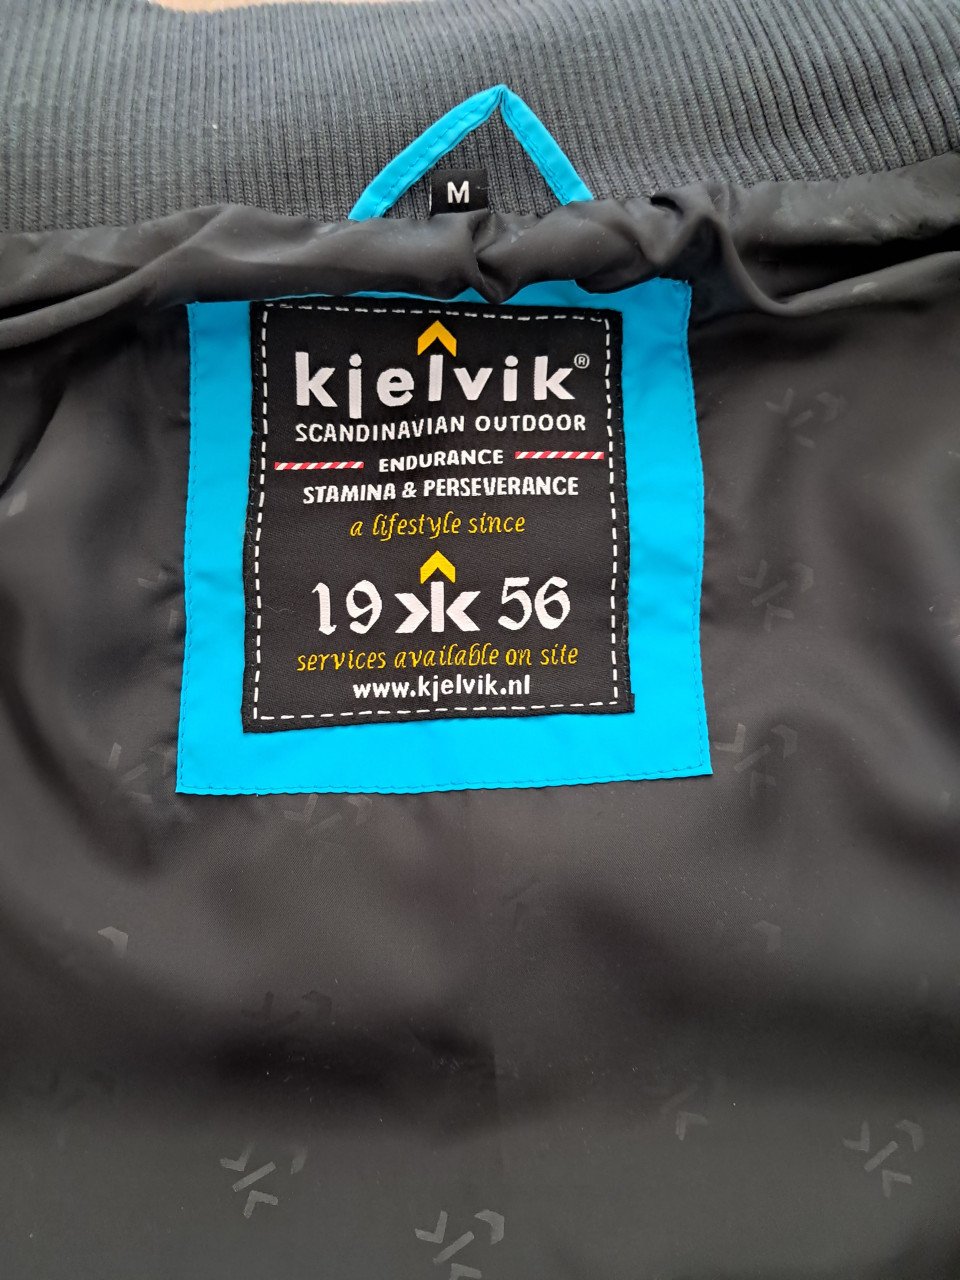 M
kjelvik®
SCANDINAVIAN OUTDOOR
ENDURANCE
STAMINA & PERSEVERANCE
a lifestyle since
19 56
services available on site
www.kjelvik.nl